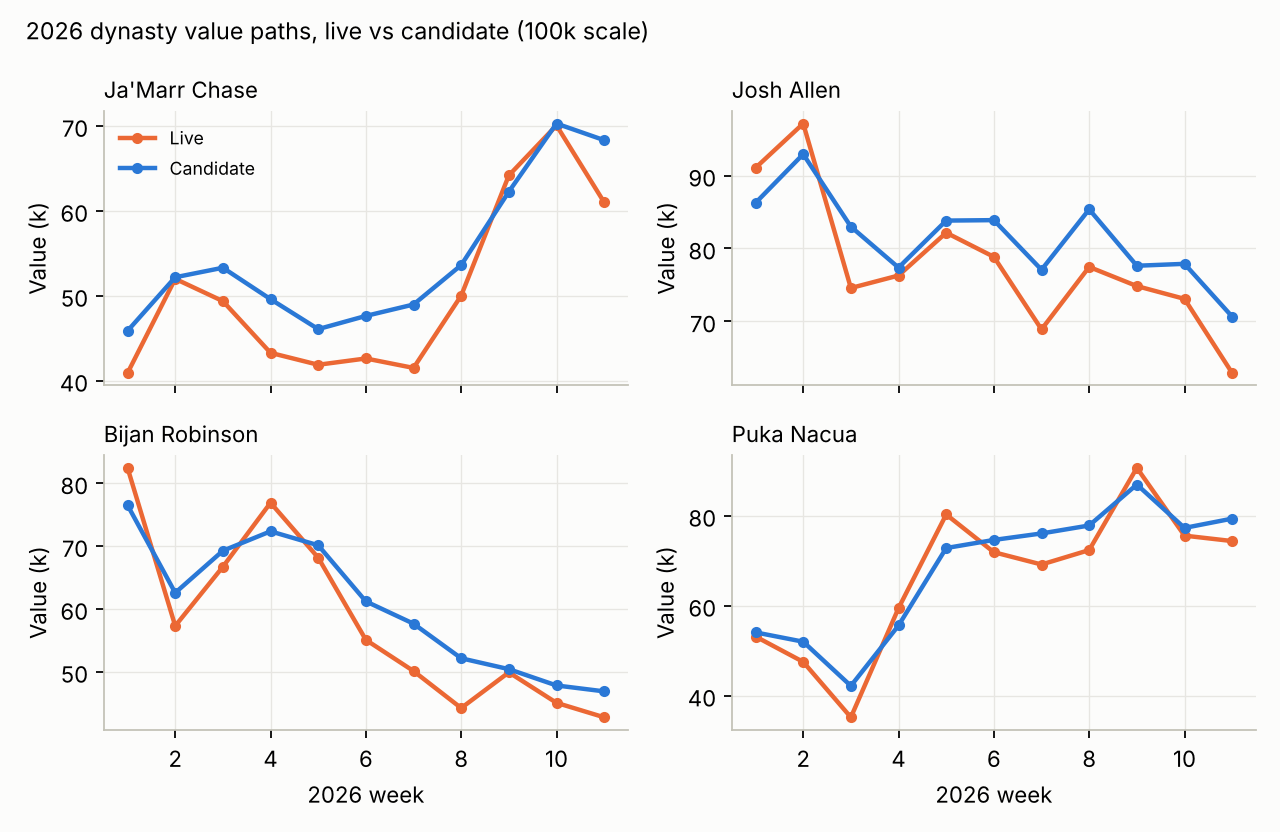 2026 dynasty value paths, live vs candidate (100k scale)
Ja'Marr Chase
Live
Candidate
70
60
50
40
Value (k)
Josh Allen
90
80
70
Value (k)
Bijan Robinson
80
70
60
50
Value (k)
2 4 6 8 10
2026 week
Puka Nacua
80
60
40
Value (k)
2 4 6 8 10
2026 week